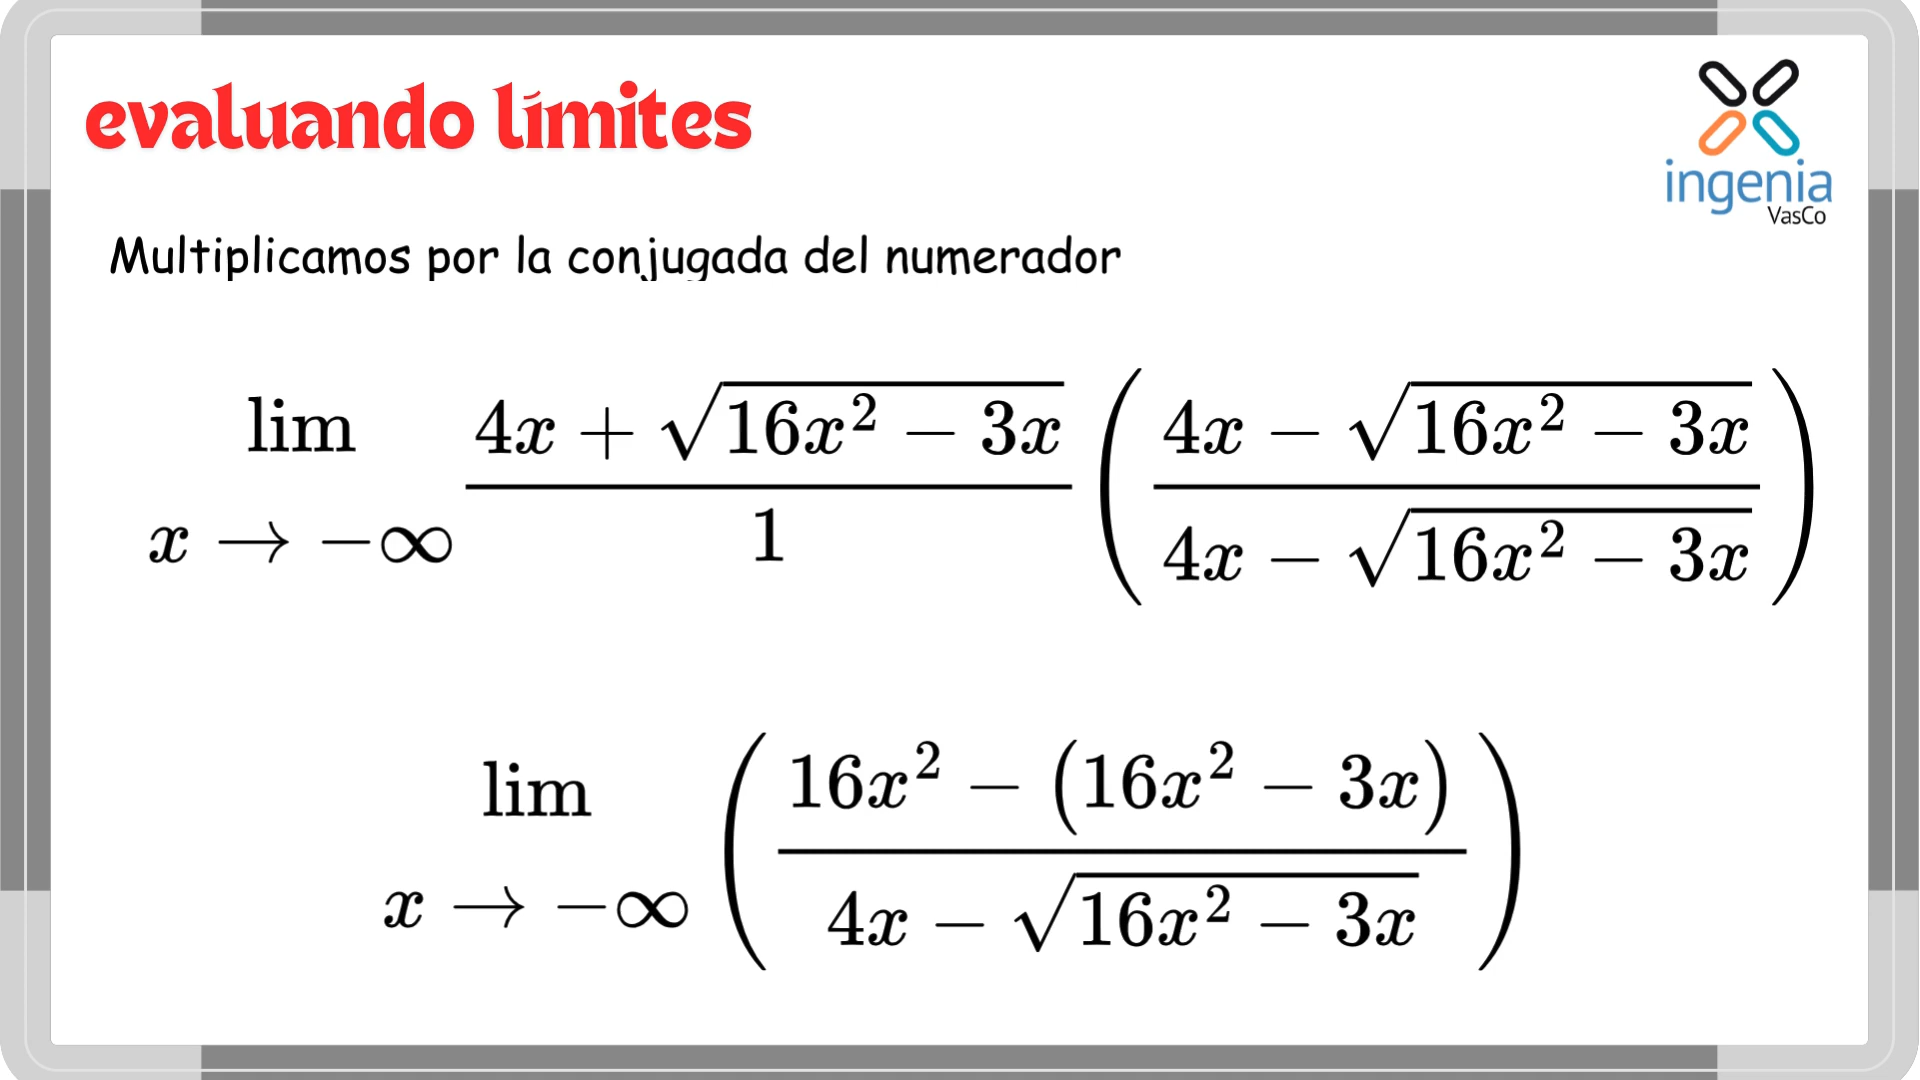 evaluando límites
ingenia
VasCo
Multiplicamos por la conjugada del numerador
lim x → −∞ (4x + √(16x² − 3x))/1 ((4x − √(16x² − 3x))/(4x − √(16x² − 3x)))
lim x → −∞ ((16x² − (16x² − 3x))/(4x − √(16x² − 3x)))